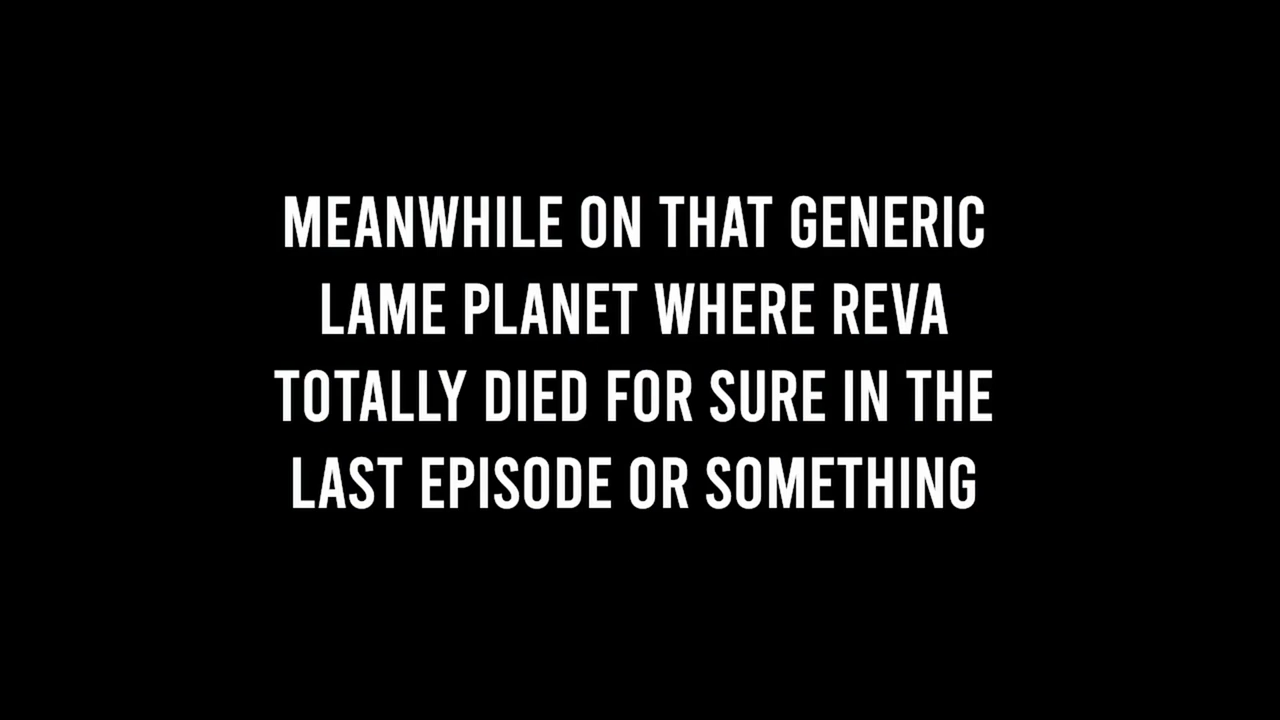 MEANWHILE ON THAT GENERIC
LAME PLANET WHERE REVA
TOTALLY DIED FOR SURE IN THE
LAST EPISODE OR SOMETHING